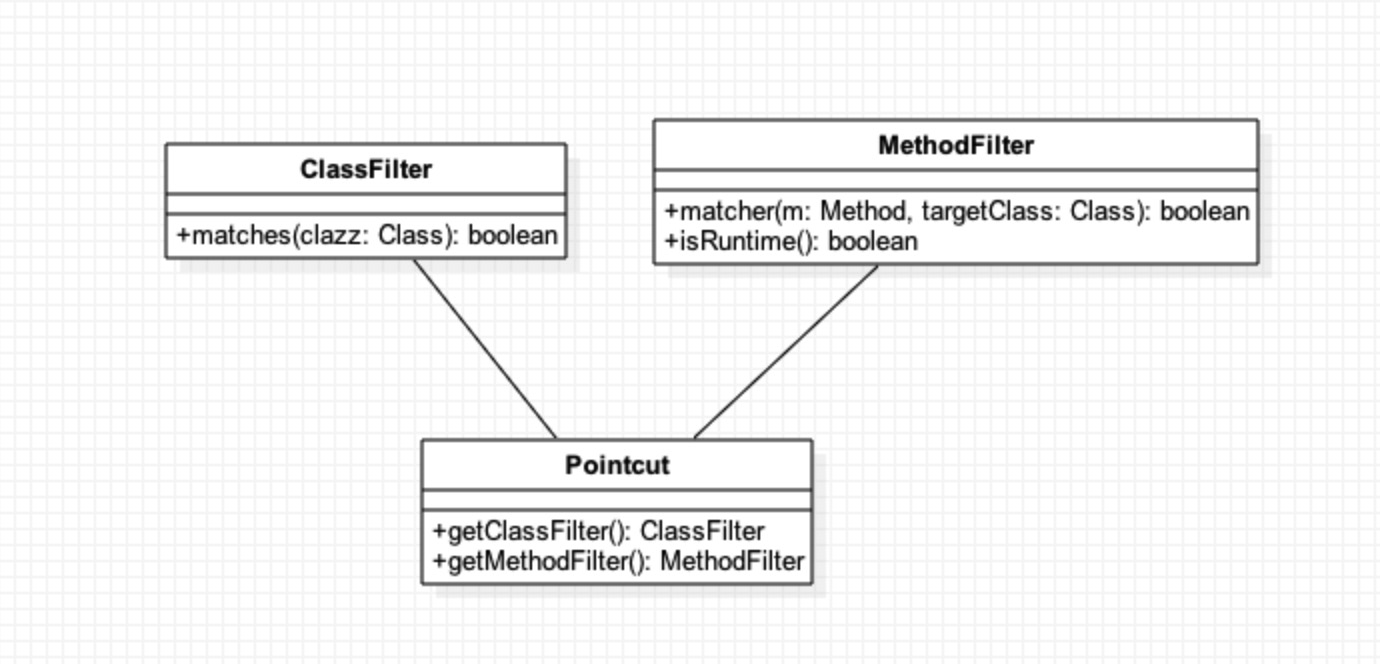 ClassFilter
+matches(clazz: Class): boolean
MethodFilter
+matcher(m: Method, targetClass: Class): boolean
+isRuntime(): boolean
Pointcut
+getClassFilter(): ClassFilter
+getMethodFilter(): MethodFilter